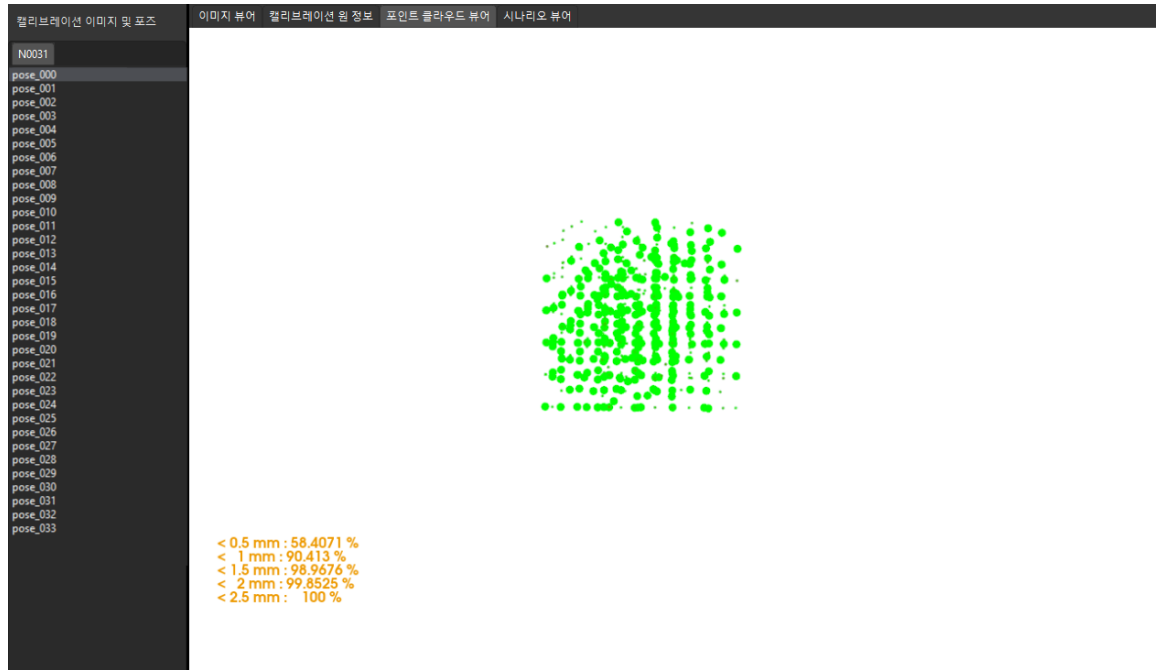 캘리브레이션 이미지 및 포즈
이미지 뷰어 캘리브레이션 원 정보 포인트 클라우드 뷰어 시나리오 뷰어
N0031
pose_000
pose_001
pose_002
pose_003
pose_004
pose_005
pose_006
pose_007
pose_008
pose_009
pose_010
pose_011
pose_012
pose_013
pose_014
pose_015
pose_016
pose_017
pose_018
pose_019
pose_020
pose_021
pose_022
pose_023
pose_024
pose_025
pose_026
pose_027
pose_028
pose_029
pose_030
pose_031
pose_032
pose_033
< 0.5 mm : 58.4071 %
< 1 mm : 90.413 %
< 1.5 mm : 98.9676 %
< 2 mm : 99.8525 %
< 2.5 mm : 100 %